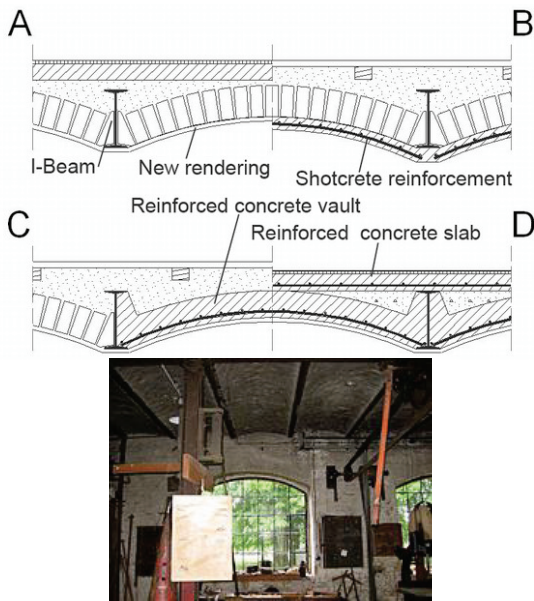 A
B
I-Beam
New rendering
Shotcrete reinforcement
Reinforced concrete vault
C
Reinforced concrete slab
D